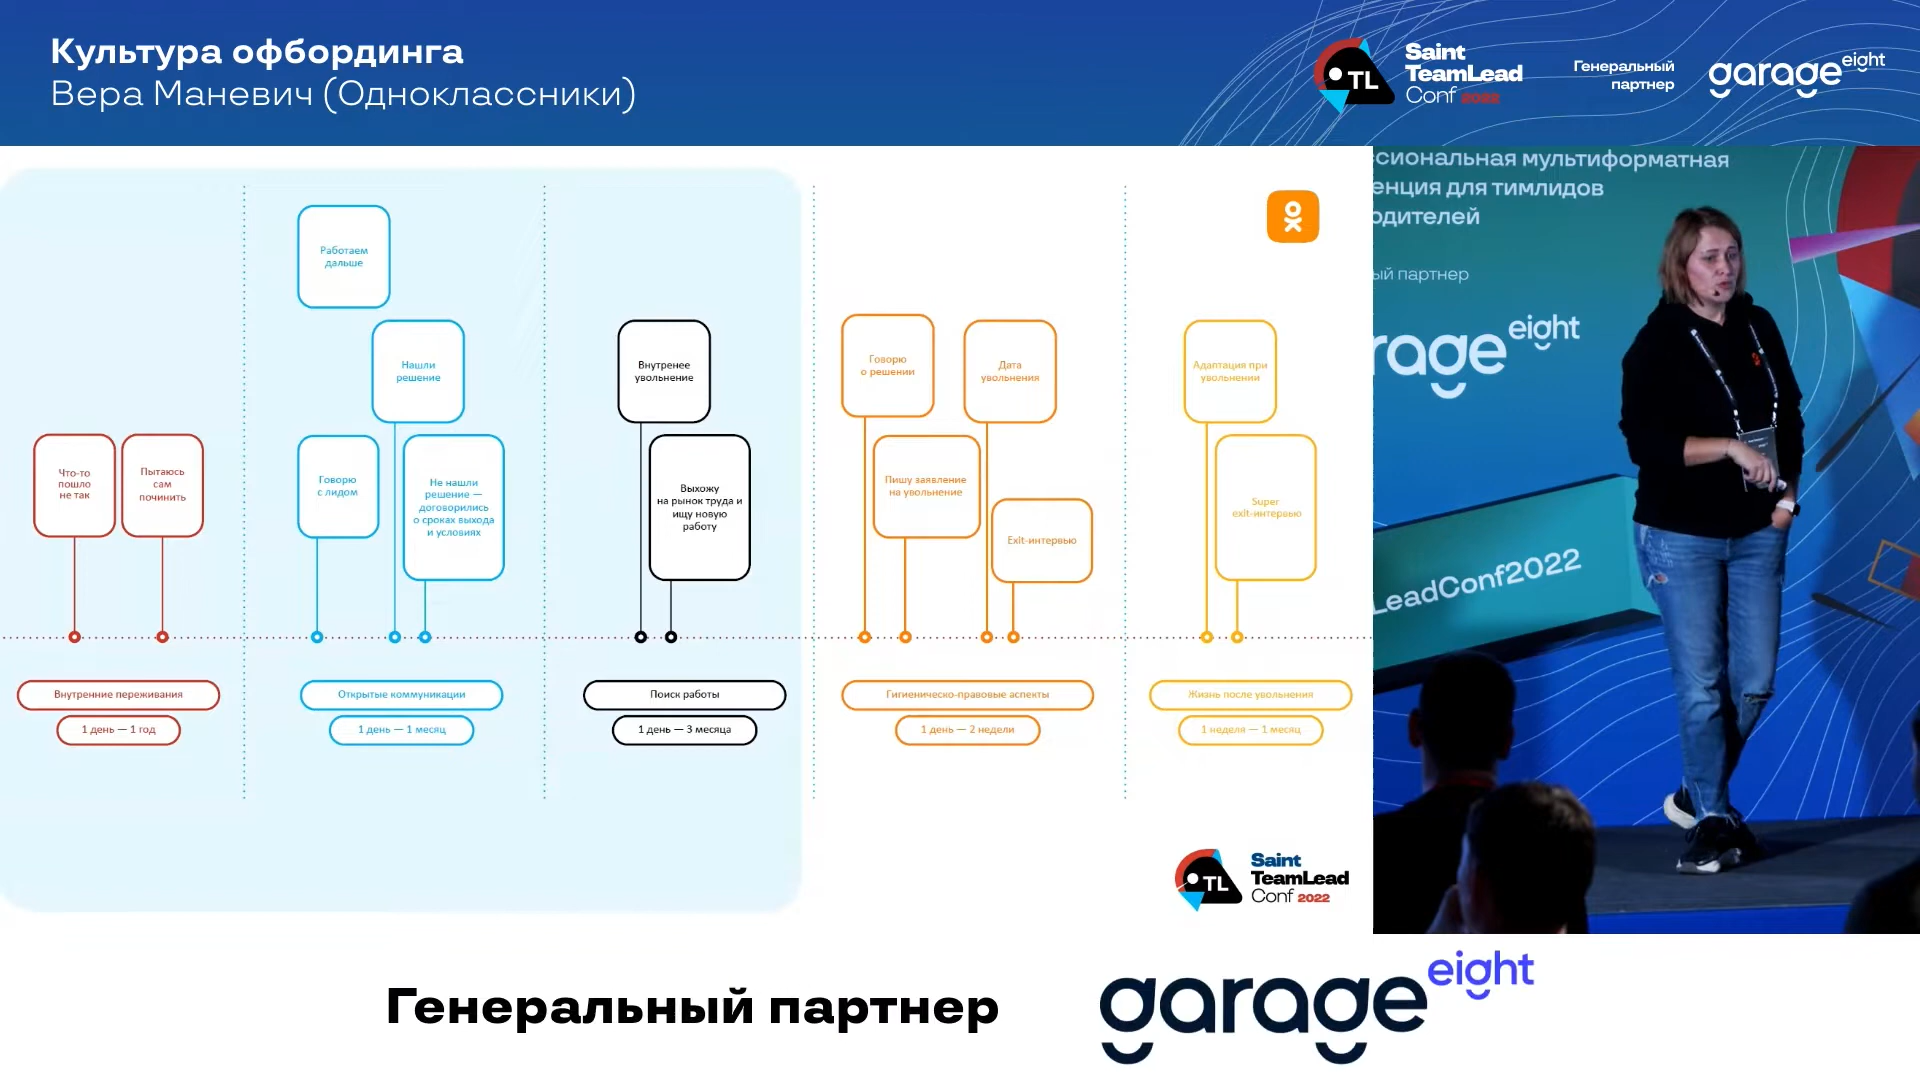 Культура офбординга
Вера Маневич (Одноклассники)
TL
Saint
TeamLead
Conf 2022
Генеральный
партнер
garage eight
Работаем
дальше
Нашли
решение
Что-то
пошло
не так
Пытаюсь
сам
починить
Говорю
с лидом
Не нашли
решение —
договорились
о сроках выхода
и условиях
Внутренее
увольнение
Выхожу
на рынок труда и
ищу новую
работу
Говорю
о решении
Дата
увольнения
Пишу заявление
на увольнение
Exit-интервью
Адаптация при
увольнении
Super
exit-интервью
Внутренние переживания
1 день — 1 год
Открытые коммуникации
1 день — 1 месяц
Поиск работы
1 день — 3 месяца
Гигиеническо-правовые аспекты
1 день — 2 недели
Жизнь после увольнения
1 неделя — 1 месяц
TL
Saint
TeamLead
Conf 2022
ссиональная мультиформатная
енция для тимлидов
одителей
ый партнер
rage eight
LeadConf2022
Генеральный партнер
garage eight